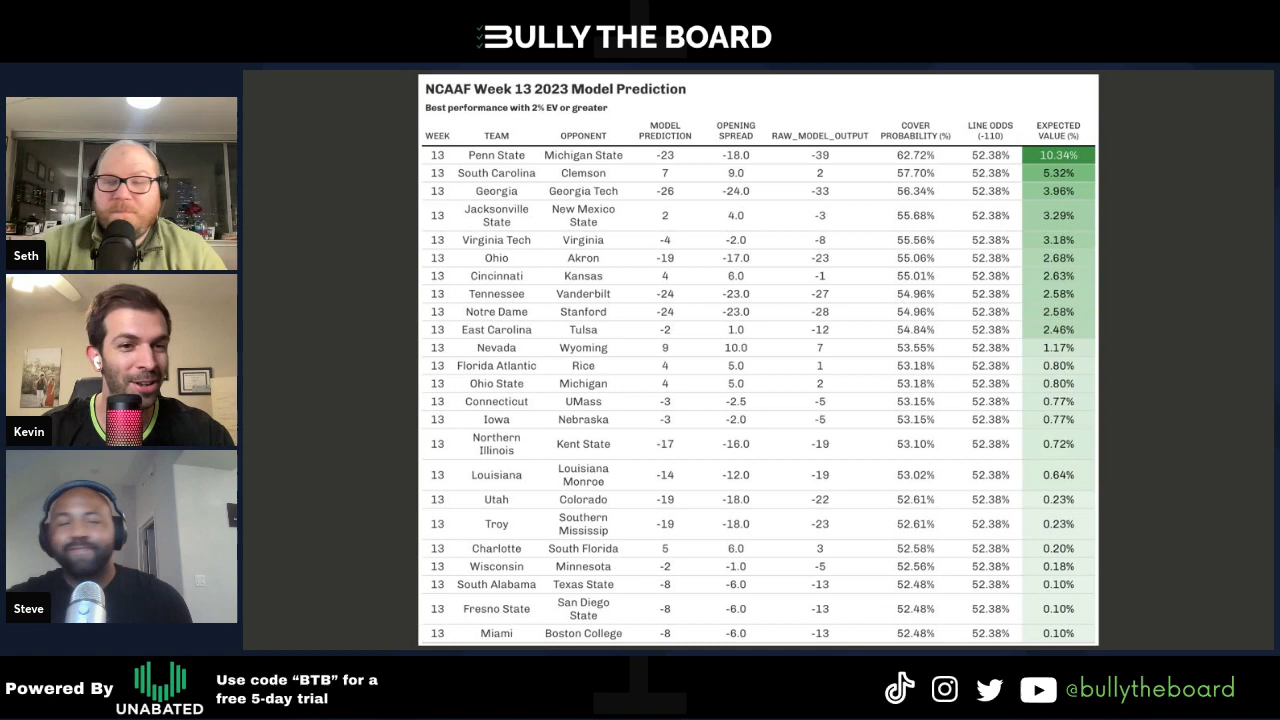 BULLY THE BOARD
Seth
Kevin
Steve
NCAAF Week 13 2023 Model Prediction
Best performance with 2% EV or greater
WEEK TEAM OPPONENT MODEL PREDICTION OPENING SPREAD RAW_MODEL_OUTPUT COVER PROBABILITY (%) LINE ODDS (-110) EXPECTED VALUE (%)
13 Penn State Michigan State -23 -18.0 -39 62.72% 52.38% 10.34%
13 South Carolina Clemson 7 9.0 2 57.70% 52.38% 5.32%
13 Georgia Georgia Tech -26 -24.0 -33 56.34% 52.38% 3.96%
13 Jacksonville State New Mexico State 2 4.0 -3 55.68% 52.38% 3.29%
13 Virginia Tech Virginia -4 -2.0 -8 55.56% 52.38% 3.18%
13 Ohio Akron -19 -17.0 -23 55.06% 52.38% 2.68%
13 Cincinnati Kansas 4 6.0 -1 55.01% 52.38% 2.63%
13 Tennessee Vanderbilt -24 -23.0 -27 54.96% 52.38% 2.58%
13 Notre Dame Stanford -24 -23.0 -28 54.96% 52.38% 2.58%
13 East Carolina Tulsa -2 1.0 -12 54.84% 52.38% 2.46%
13 Nevada Wyoming 9 10.0 7 53.55% 52.38% 1.17%
13 Florida Atlantic Rice 4 5.0 1 53.18% 52.38% 0.80%
13 Ohio State Michigan 4 5.0 2 53.18% 52.38% 0.80%
13 Connecticut UMass -3 -2.5 -5 53.15% 52.38% 0.77%
13 Iowa Nebraska -3 -2.0 -5 53.15% 52.38% 0.77%
13 Northern Illinois Kent State -17 -16.0 -19 53.10% 52.38% 0.72%
13 Louisiana Louisiana Monroe -14 -12.0 -19 53.02% 52.38% 0.64%
13 Utah Colorado -19 -18.0 -22 52.61% 52.38% 0.23%
13 Troy Southern Mississip -19 -18.0 -23 52.61% 52.38% 0.23%
13 Charlotte South Florida 5 6.0 3 52.58% 52.38% 0.20%
13 Wisconsin Minnesota -2 -1.0 -5 52.56% 52.38% 0.18%
13 South Alabama Texas State -8 -6.0 -13 52.48% 52.38% 0.10%
13 Fresno State San Diego State -8 -6.0 -13 52.48% 52.38% 0.10%
13 Miami Boston College -8 -6.0 -13 52.48% 52.38% 0.10%
Powered By
UNABATED
Use code “BTB” for a
free 5-day trial
@bullytheboard